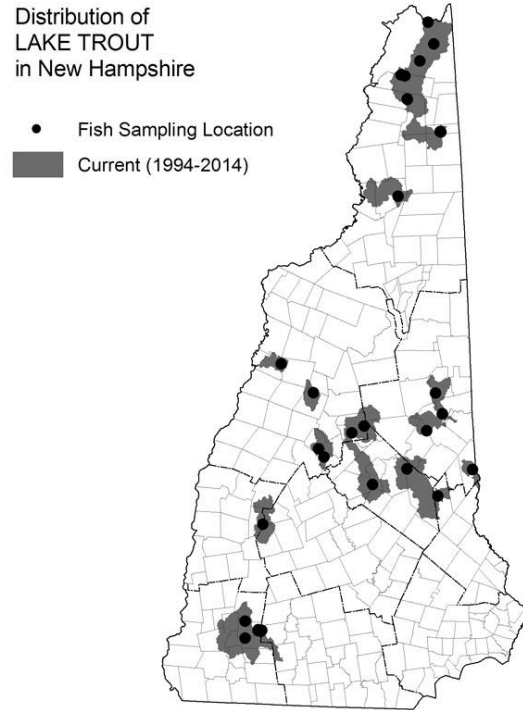 Distribution of
LAKE TROUT
in New Hampshire
Fish Sampling Location
Current (1994-2014)